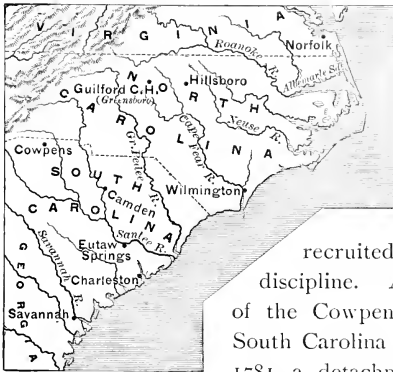 VIRGINIA
Roanoke R.
Norfolk
Albemarle Sd.
Guilford C.H.
(Greensboro)
Hillsboro
NORTH
CAROLINA
Neuse R.
Cape Fear R.
Gr. Pedee R.
Cowpens
SOUTH
CAROLINA
Camden
Wilmington
Santee R.
Eutaw
Springs
Charleston
Savannah R.
GEORGIA
Savannah
recruited
discipline. A
of the Cowpen
South Carolina
1781 a detachm